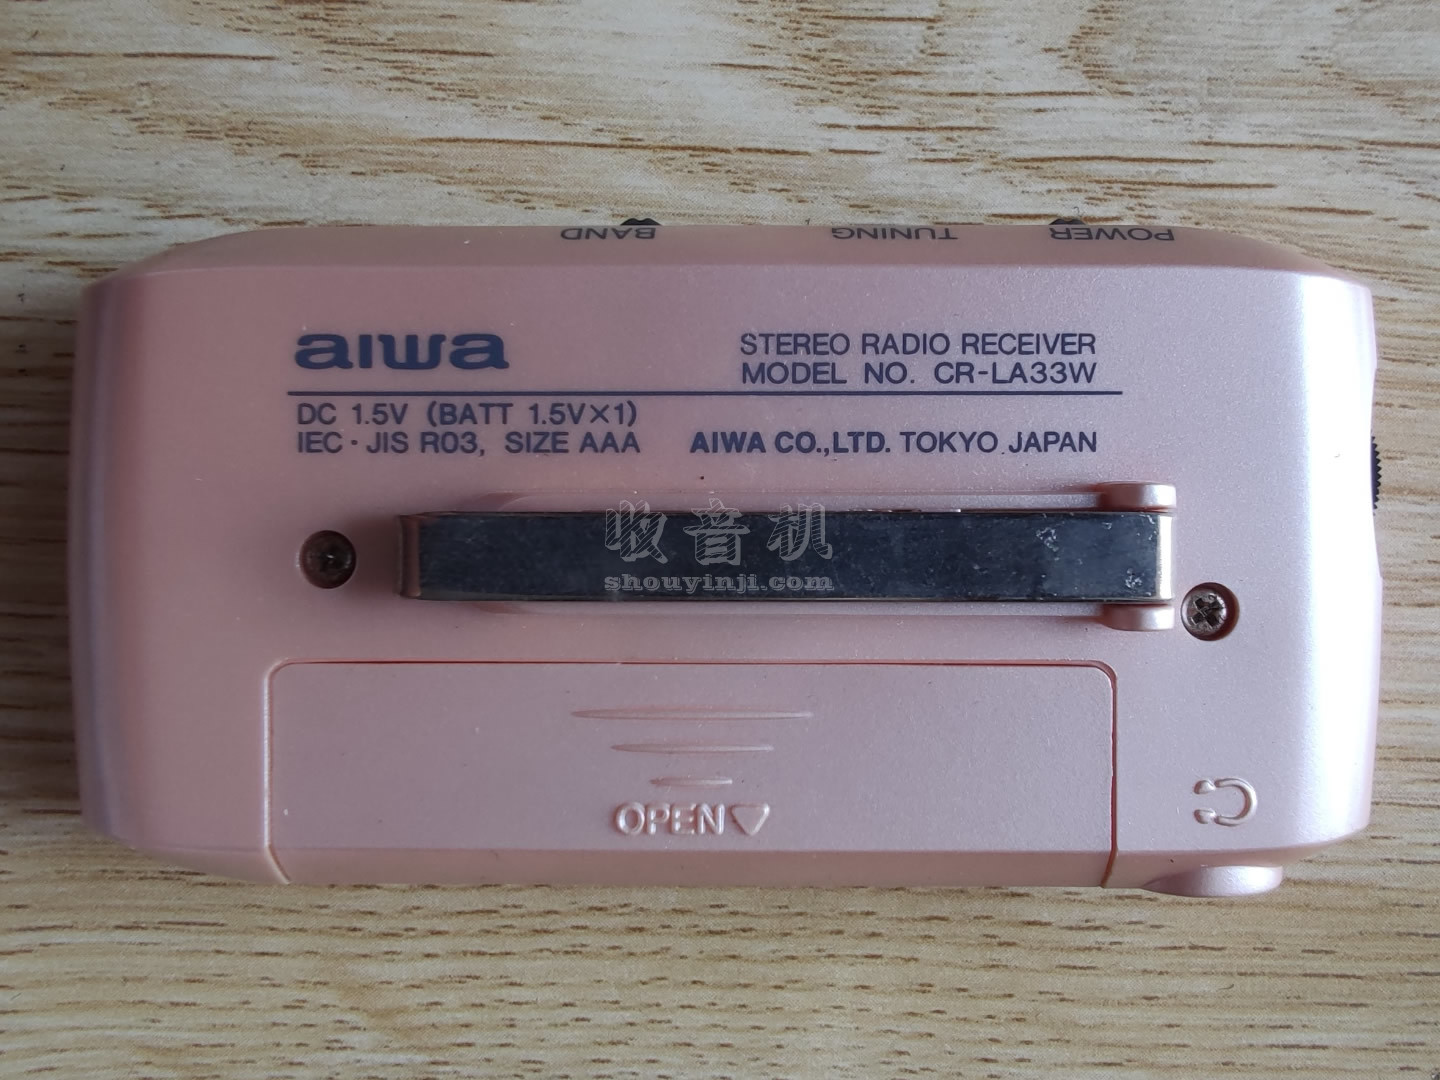 BAND TUNING POWER
aiwa
STEREO RADIO RECEIVER
MODEL NO. CR-LA33W
DC 1.5V (BATT 1.5V×1)
IEC · JIS R03, SIZE AAA AIWA CO.,LTD. TOKYO JAPAN
收音机
shouyinji.com
OPEN